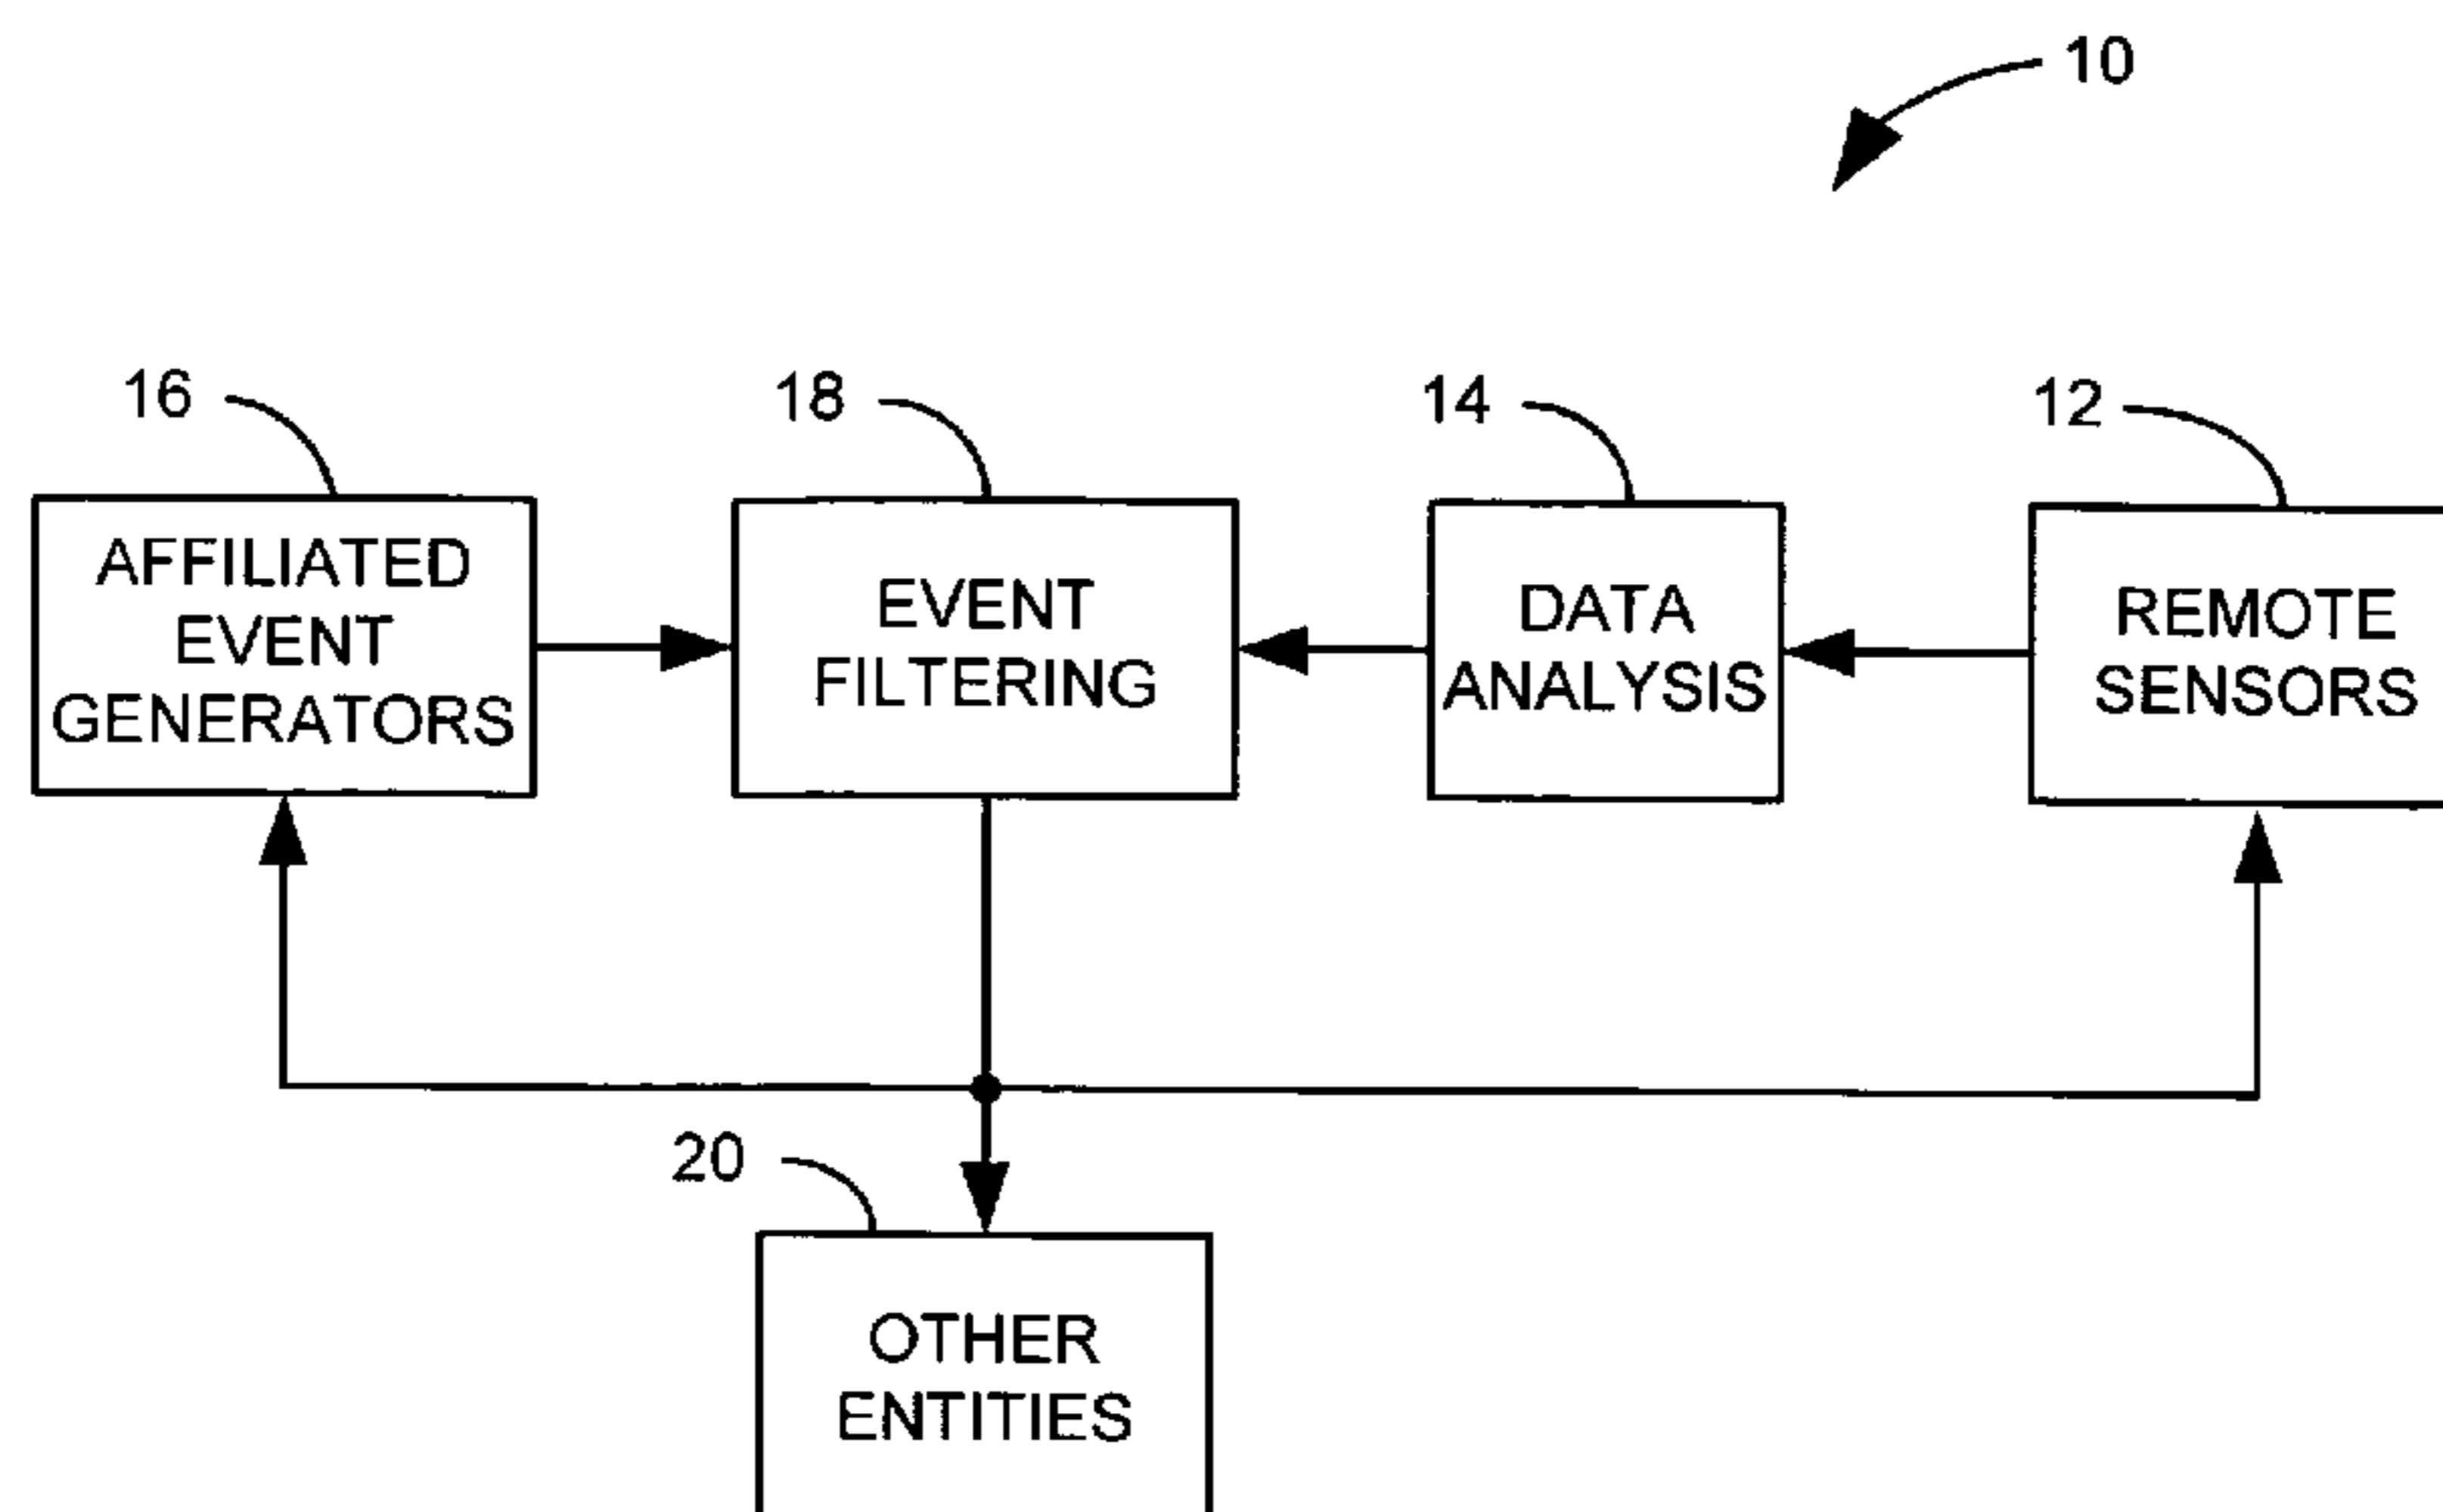 10
16
18
14
12
AFFILIATED
EVENT
GENERATORS
EVENT
FILTERING
DATA
ANALYSIS
REMOTE
SENSORS
20
OTHER
ENTITIES